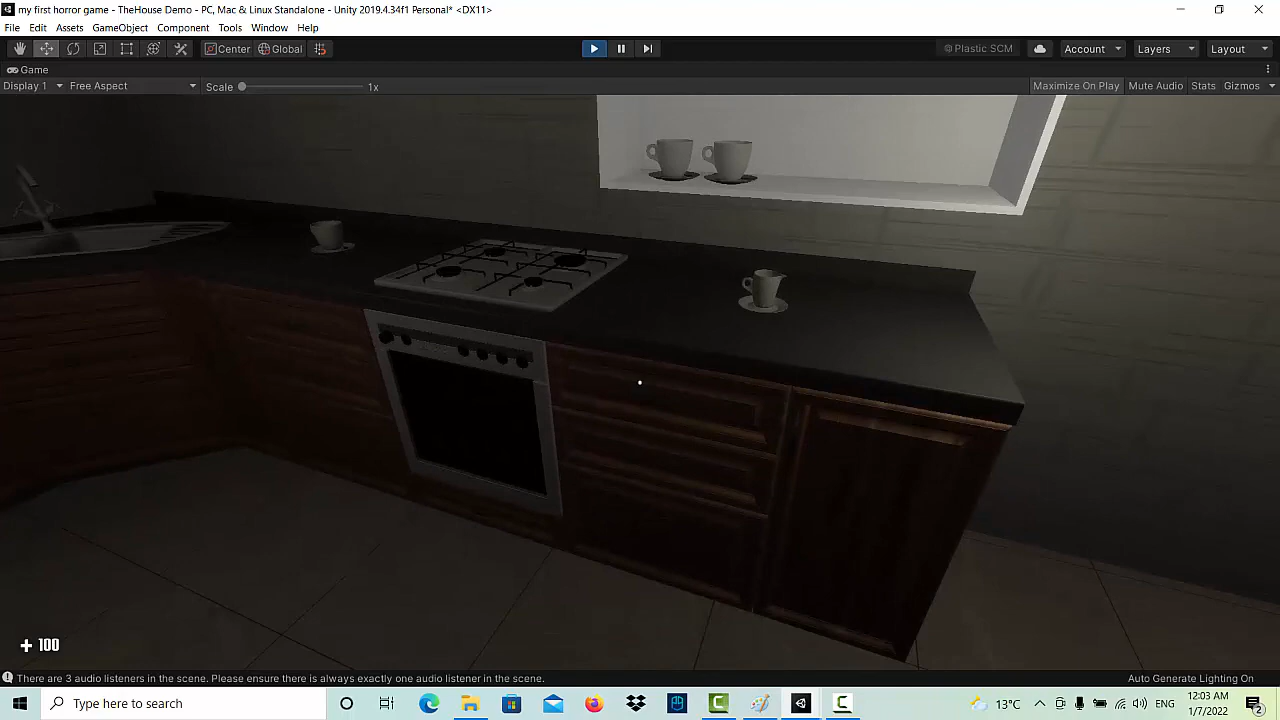 my first horror game - TheHouse Demo - PC, Mac & Linux Standalone - Unity 2019.4.34f1 Personal* <DX11>
File Edit Assets GameObject Component Tools Window Help
Center Global Plastic SCM Account Layers Layout
Game
Display 1 Free Aspect Scale 1x Maximize On Play Mute Audio Stats Gizmos
+ 100
There are 3 audio listeners in the scene. Please ensure there is always exactly one audio listener in the scene. Auto Generate Lighting On
Type here to search 13°C 12:03 AM
1/7/2022 2